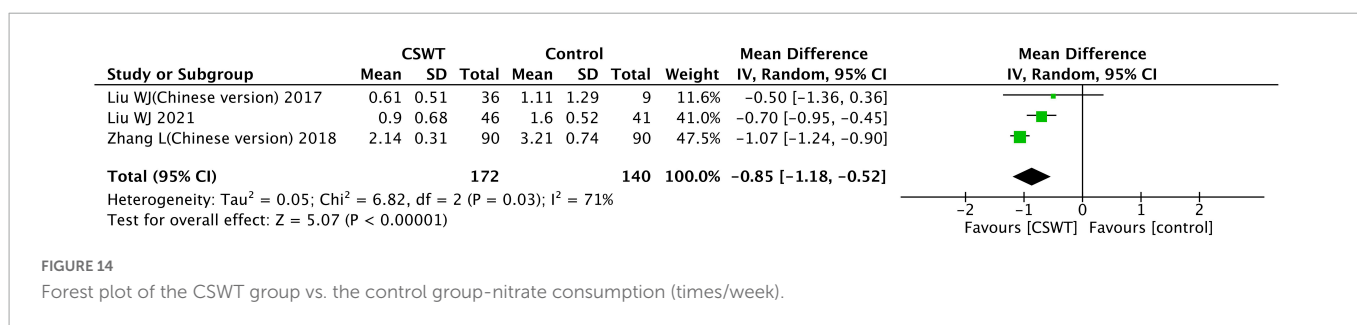 CSWT Control Mean Difference Mean Difference
Study or Subgroup Mean SD Total Mean SD Total Weight IV, Random, 95% CI IV, Random, 95% CI
Liu WJ(Chinese version) 2017 0.61 0.51 36 1.11 1.29 9 11.6% −0.50 [−1.36, 0.36]
Liu WJ 2021 0.9 0.68 46 1.6 0.52 41 41.0% −0.70 [−0.95, −0.45]
Zhang L(Chinese version) 2018 2.14 0.31 90 3.21 0.74 90 47.5% −1.07 [−1.24, −0.90]
Total (95% CI) 172 140 100.0% −0.85 [−1.18, −0.52]
Heterogeneity: Tau² = 0.05; Chi² = 6.82, df = 2 (P = 0.03); I² = 71%
Test for overall effect: Z = 5.07 (P < 0.00001)
−2 −1 0 1 2
Favours [CSWT] Favours [control]
FIGURE 14
Forest plot of the CSWT group vs. the control group-nitrate consumption (times/week).